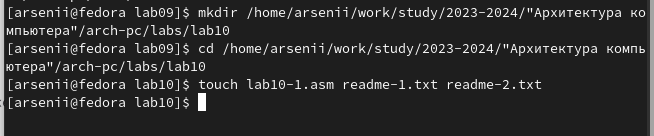 [arsenii@fedora lab09]$ mkdir /home/arsenii/work/study/2023-2024/"Архитектура ко
мпьютера"/arch-pc/labs/lab10
[arsenii@fedora lab09]$ cd /home/arsenii/work/study/2023-2024/"Архитектура компь
ютера"/arch-pc/labs/lab10
[arsenii@fedora lab10]$ touch lab10-1.asm readme-1.txt readme-2.txt
[arsenii@fedora lab10]$